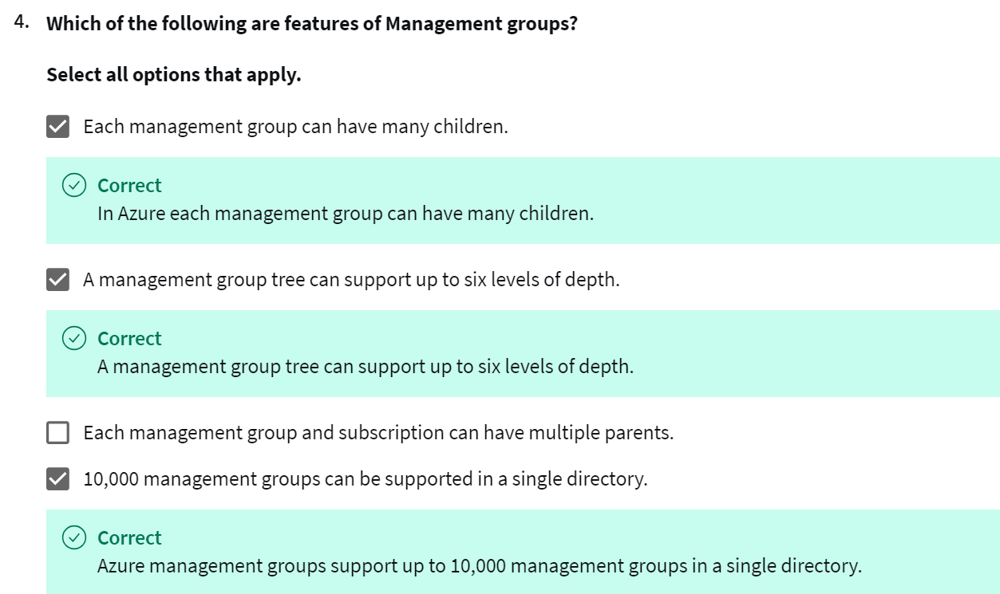 4. Which of the following are features of Management groups?
Select all options that apply.
Each management group can have many children.
Correct
In Azure each management group can have many children.
A management group tree can support up to six levels of depth.
Correct
A management group tree can support up to six levels of depth.
Each management group and subscription can have multiple parents.
10,000 management groups can be supported in a single directory.
Correct
Azure management groups support up to 10,000 management groups in a single directory.